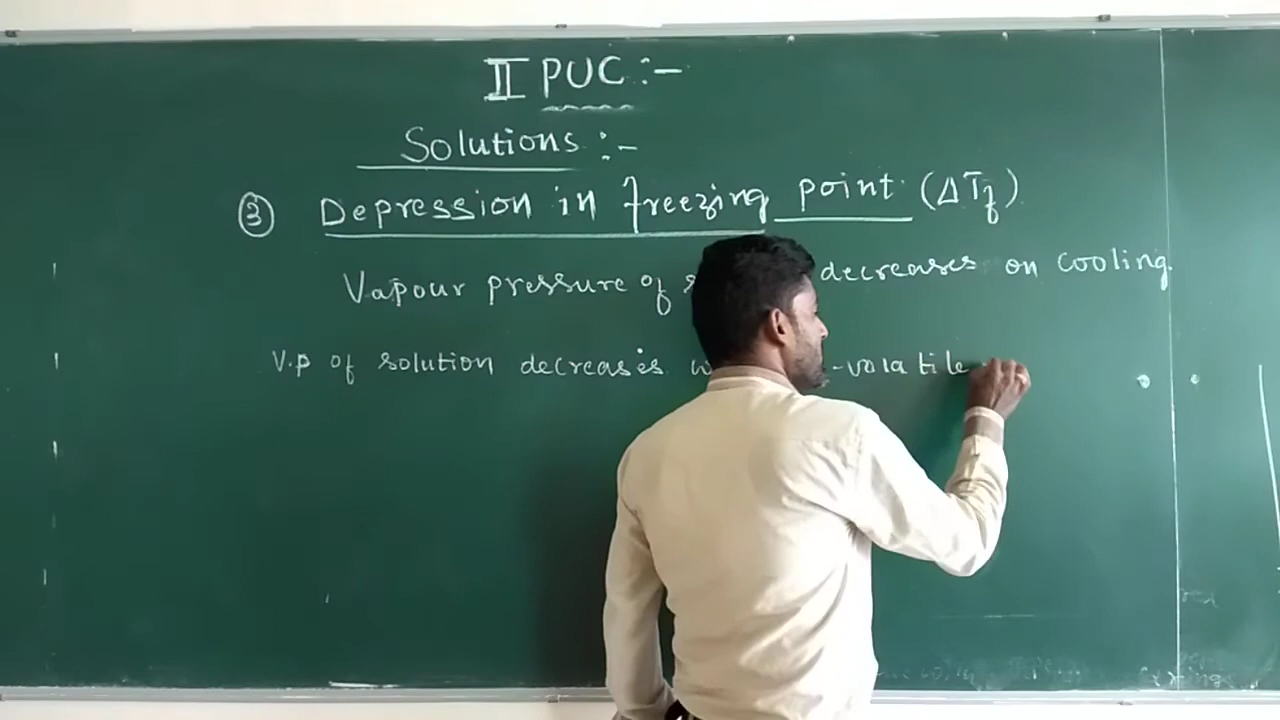 II PUC :-
Solutions :-
③ Depression in freezing point (ΔTf)
Vapour pressure of decreases on cooling.
V.p of solution decreases -volatile